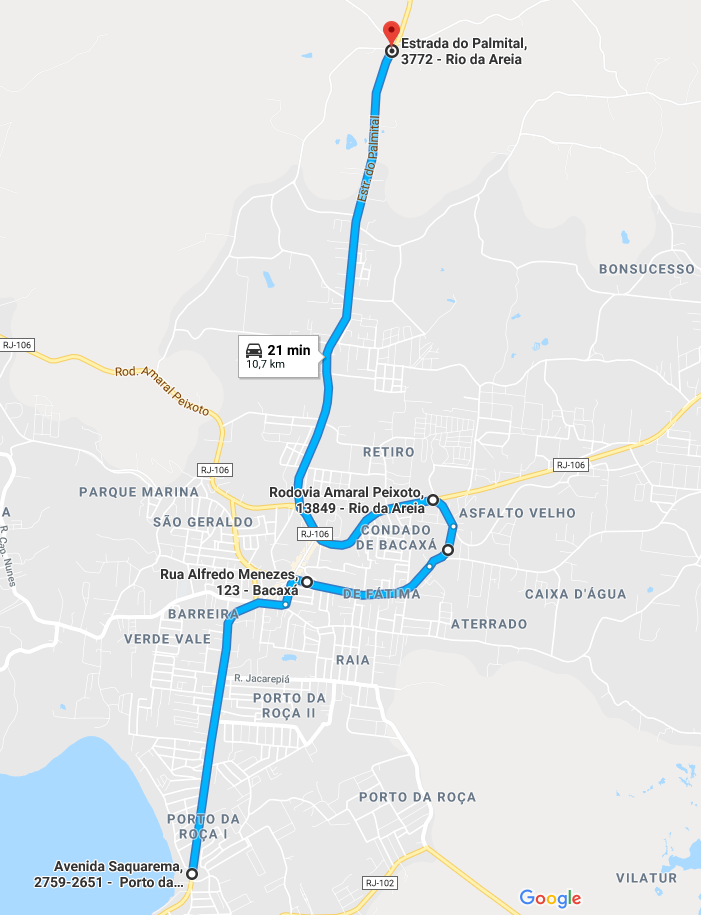 Estrada do Palmital,
3772 - Rio da Areia
Estr. do Palmital
BONSUCESSO
21 min
10,7 km
RJ-106
Rod. Amaral Peixoto
RETIRO
RJ-106
RJ-106
PARQUE MARINA
Rodovia Amaral Peixoto,
13849 - Rio da Areia
A
SÃO GERALDO
ASFALTO VELHO
RJ-106
CONDADO
DE BACAXÁ
R. Cap. Nunes
Rua Alfredo Menezes,
123 - Bacaxá
DE FÁTIMA
CAIXA D'ÁGUA
BARREIRA
ATERRADO
VERDE VALE
RAIA
R. Jacarepiá
PORTO DA
ROÇA II
PORTO DA ROÇA
PORTO DA
ROÇA I
Avenida Saquarema,
2759-2651 - Porto da...
RJ-102
VILATUR
Google